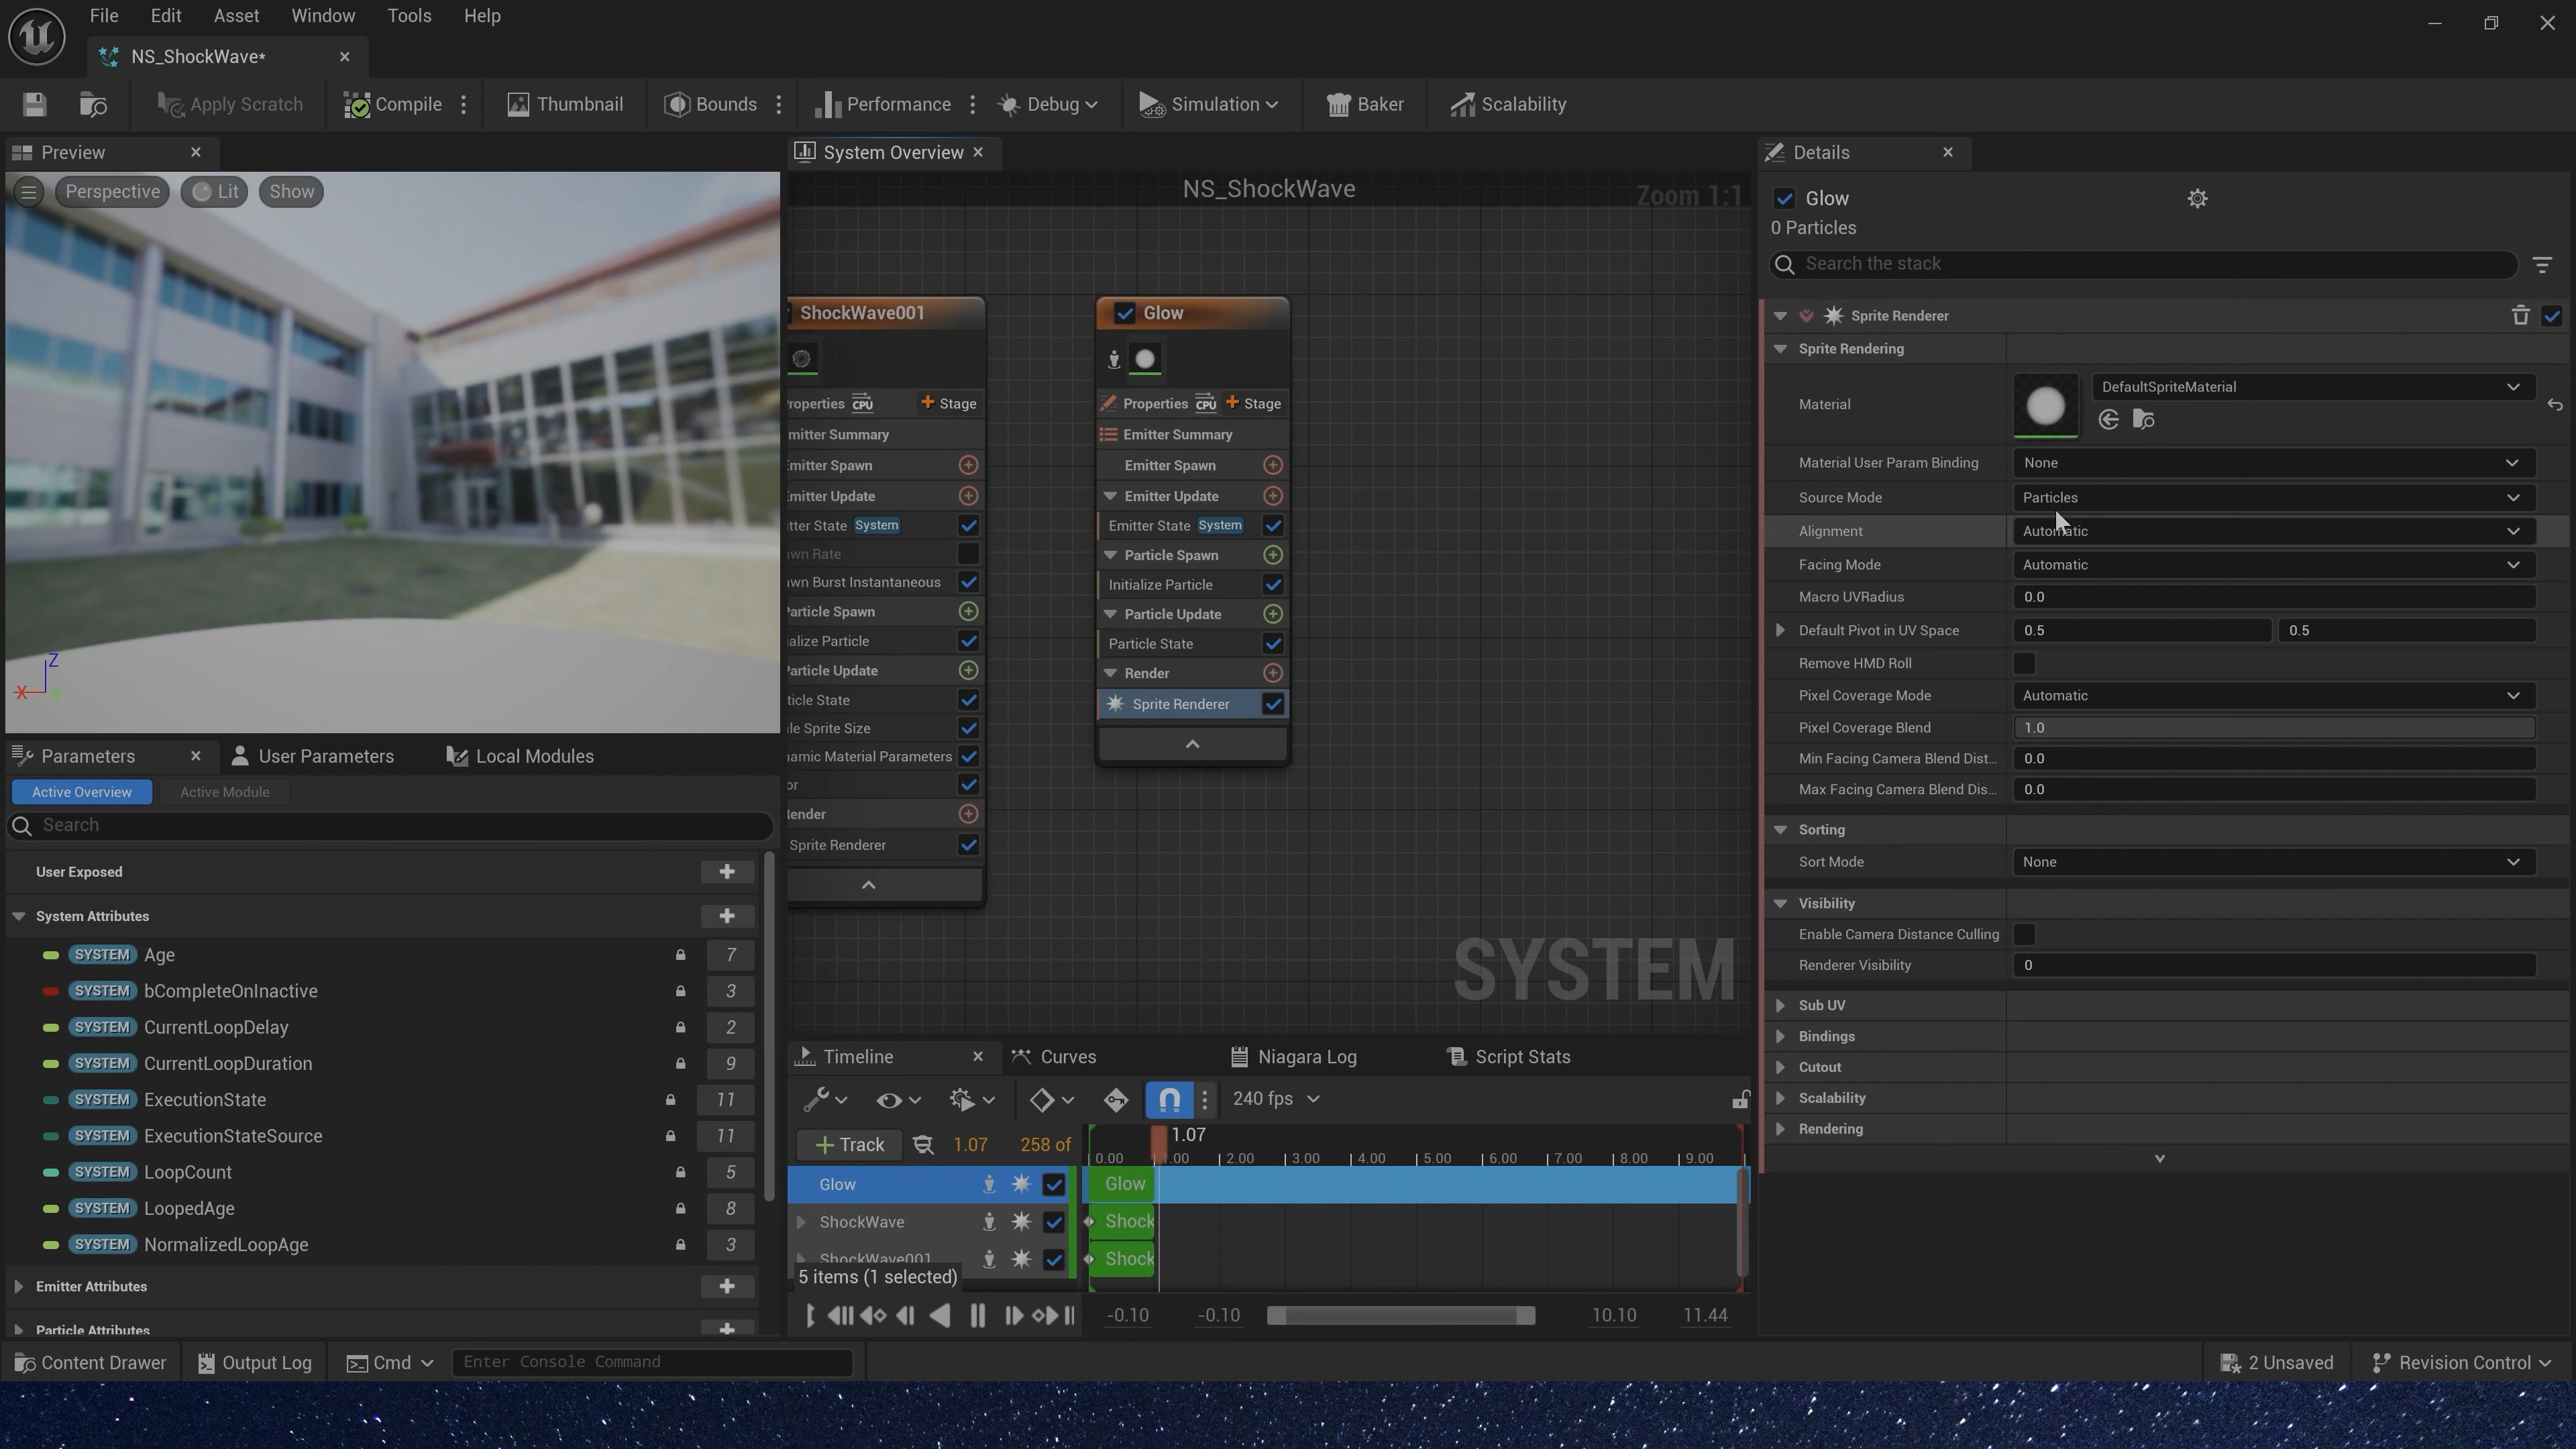 File Edit Asset Window Tools Help
NS_ShockWave*
Apply Scratch Compile Thumbnail Bounds Performance Debug Simulation Baker Scalability
Preview
Perspective Lit Show
Z
X
Y
Parameters User Parameters Local Modules
Active Overview Active Module
Search
User Exposed
System Attributes
SYSTEM Age 7
SYSTEM bCompleteOnInactive 3
SYSTEM CurrentLoopDelay 2
SYSTEM CurrentLoopDuration 9
SYSTEM ExecutionState 11
SYSTEM ExecutionStateSource 11
SYSTEM LoopCount 5
SYSTEM LoopedAge 8
SYSTEM NormalizedLoopAge 3
Emitter Attributes
Particle Attributes
System Overview
NS_ShockWave
Zoom 1:1
ShockWave001
roperties CPU Stage
mitter Summary
mitter Spawn
mitter Update
tter State System
wn Rate
wn Burst Instantaneous
article Spawn
ialize Particle
article Update
ticle State
le Sprite Size
namic Material Parameters
or
ender
Sprite Renderer
Glow
Properties CPU Stage
Emitter Summary
Emitter Spawn
Emitter Update
Emitter State System
Particle Spawn
Initialize Particle
Particle Update
Particle State
Render
Sprite Renderer
SYSTEM
Timeline Curves Niagara Log Script Stats
240 fps
Track 1.07 258 of
1.07
0.00 1.00 2.00 3.00 4.00 5.00 6.00 7.00 8.00 9.00
Glow Glow
ShockWave Shock
ShockWave001 Shock
5 items (1 selected)
-0.10 -0.10 10.10 11.44
Details
Glow
0 Particles
Search the stack
Sprite Renderer
Sprite Rendering
Material DefaultSpriteMaterial
Material User Param Binding None
Source Mode Particles
Alignment Automatic
Facing Mode Automatic
Macro UVRadius 0.0
Default Pivot in UV Space 0.5 0.5
Remove HMD Roll
Pixel Coverage Mode Automatic
Pixel Coverage Blend 1.0
Min Facing Camera Blend Dist... 0.0
Max Facing Camera Blend Dis... 0.0
Sorting
Sort Mode None
Visibility
Enable Camera Distance Culling
Renderer Visibility 0
Sub UV
Bindings
Cutout
Scalability
Rendering
Content Drawer Output Log Cmd Enter Console Command 2 Unsaved Revision Control